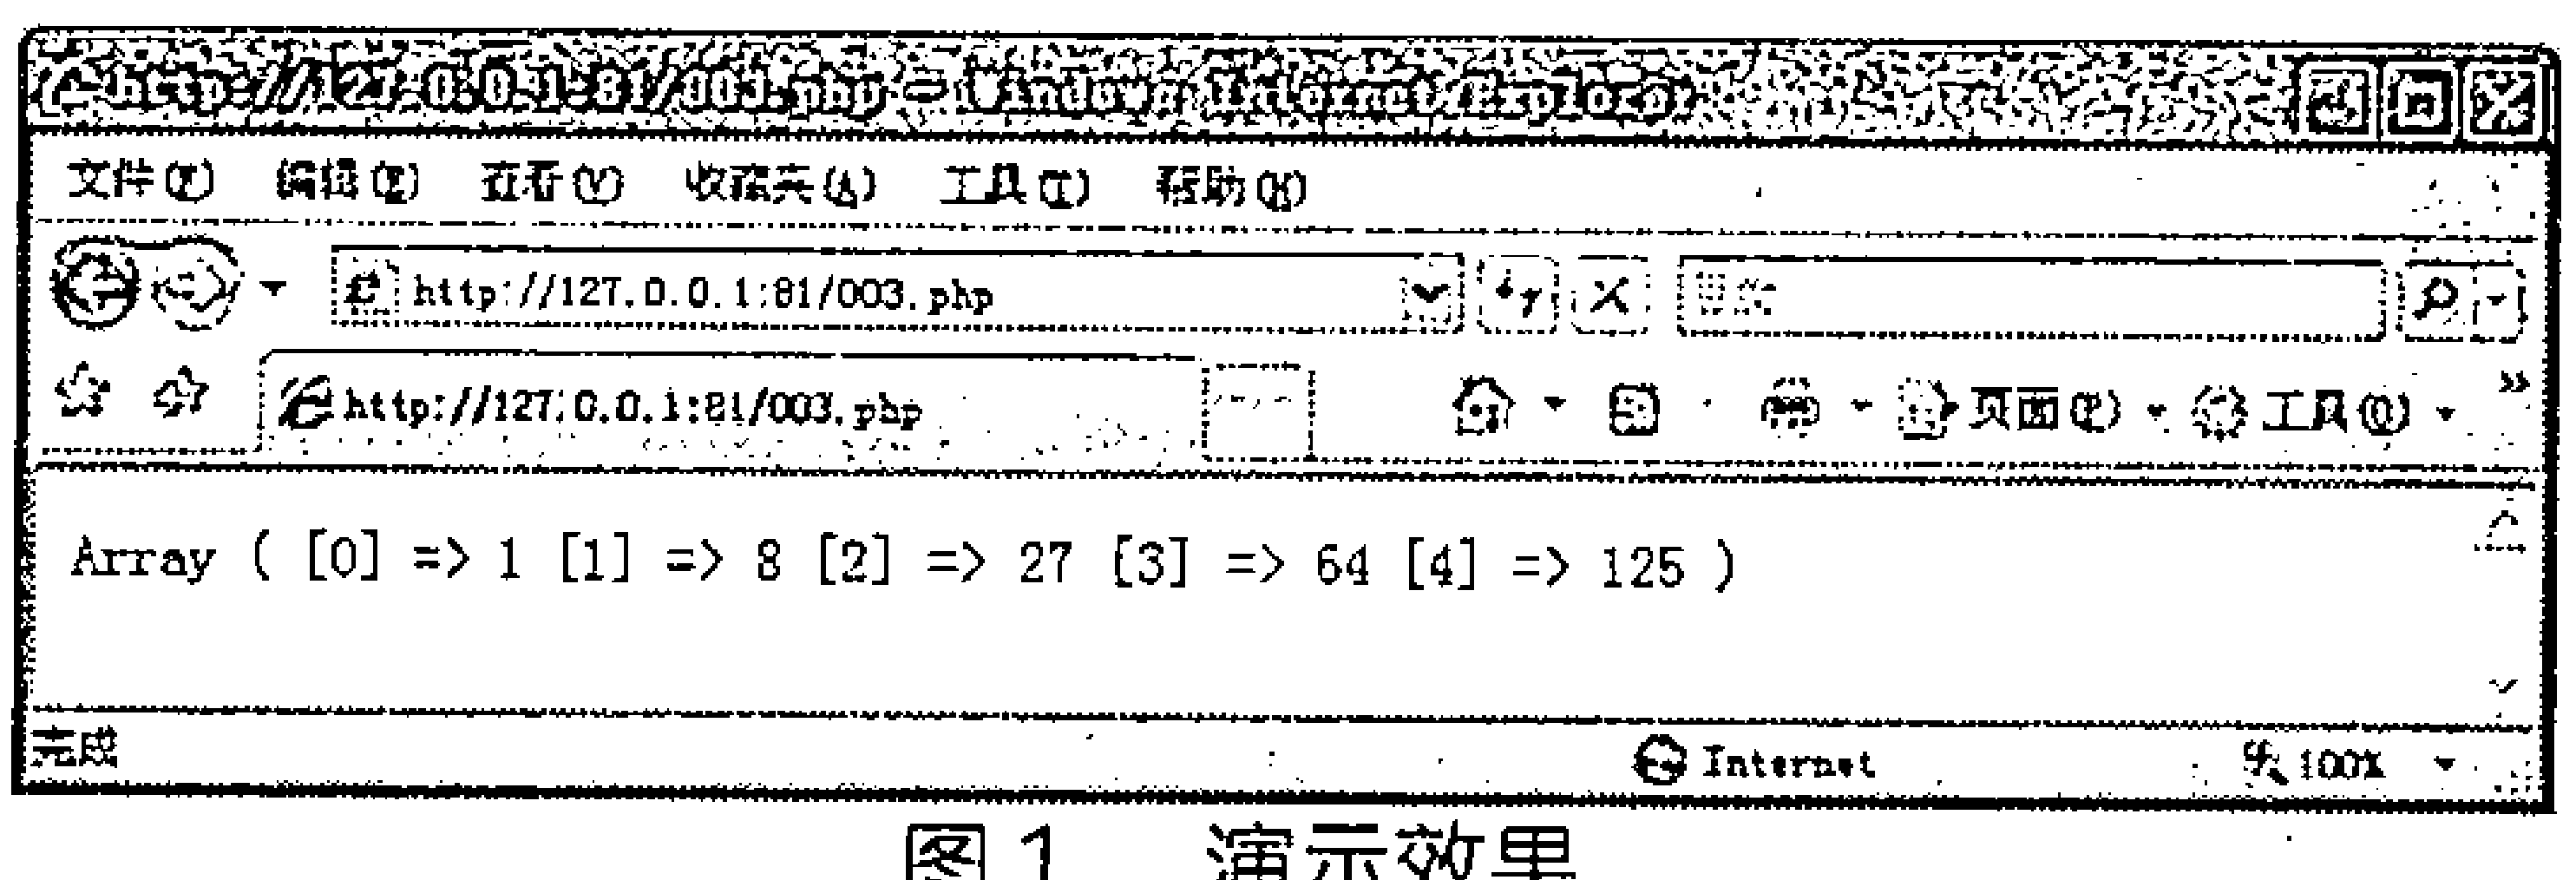 http://127.0.0.1:81/003.php - Windows Internet Explorer
文件(F) 编辑(E) 查看(V) 收藏夹(A) 工具(T) 帮助(H)
http://127.0.0.1:81/003.php
http://127.0.0.1:81/003.php 页面(P) 工具(O) »
Array ( [0] => 1 [1] => 8 [2] => 27 [3] => 64 [4] => 125 )
完成 Internet 100%
图1 演示效果